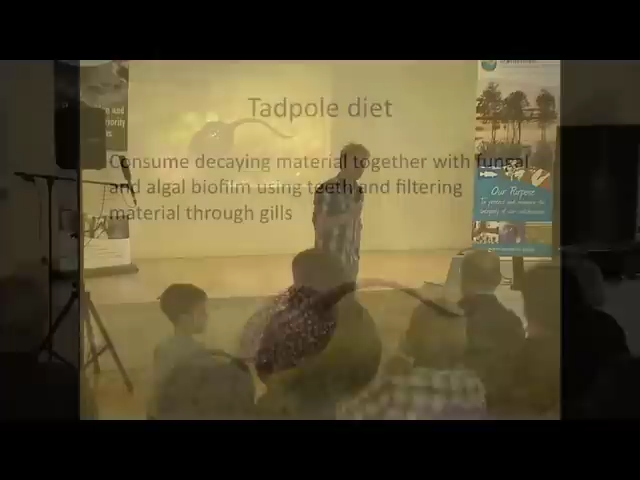 Tadpole diet
Consume decaying material together with fungal
and algal biofilm using teeth and filtering
material through gills
Our Purpose